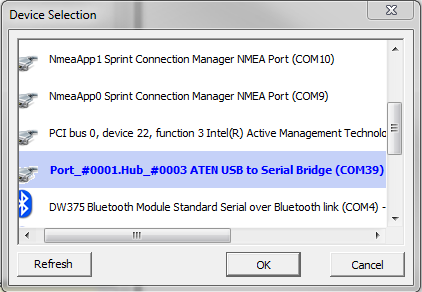 Device Selection
NmeaApp1 Sprint Connection Manager NMEA Port (COM10)
NmeaApp0 Sprint Connection Manager NMEA Port (COM9)
PCI bus 0, device 22, function 3 Intel(R) Active Management Technolo
Port_#0001.Hub_#0003 ATEN USB to Serial Bridge (COM39)
DW375 Bluetooth Module Standard Serial over Bluetooth link (COM4) -
Refresh OK Cancel